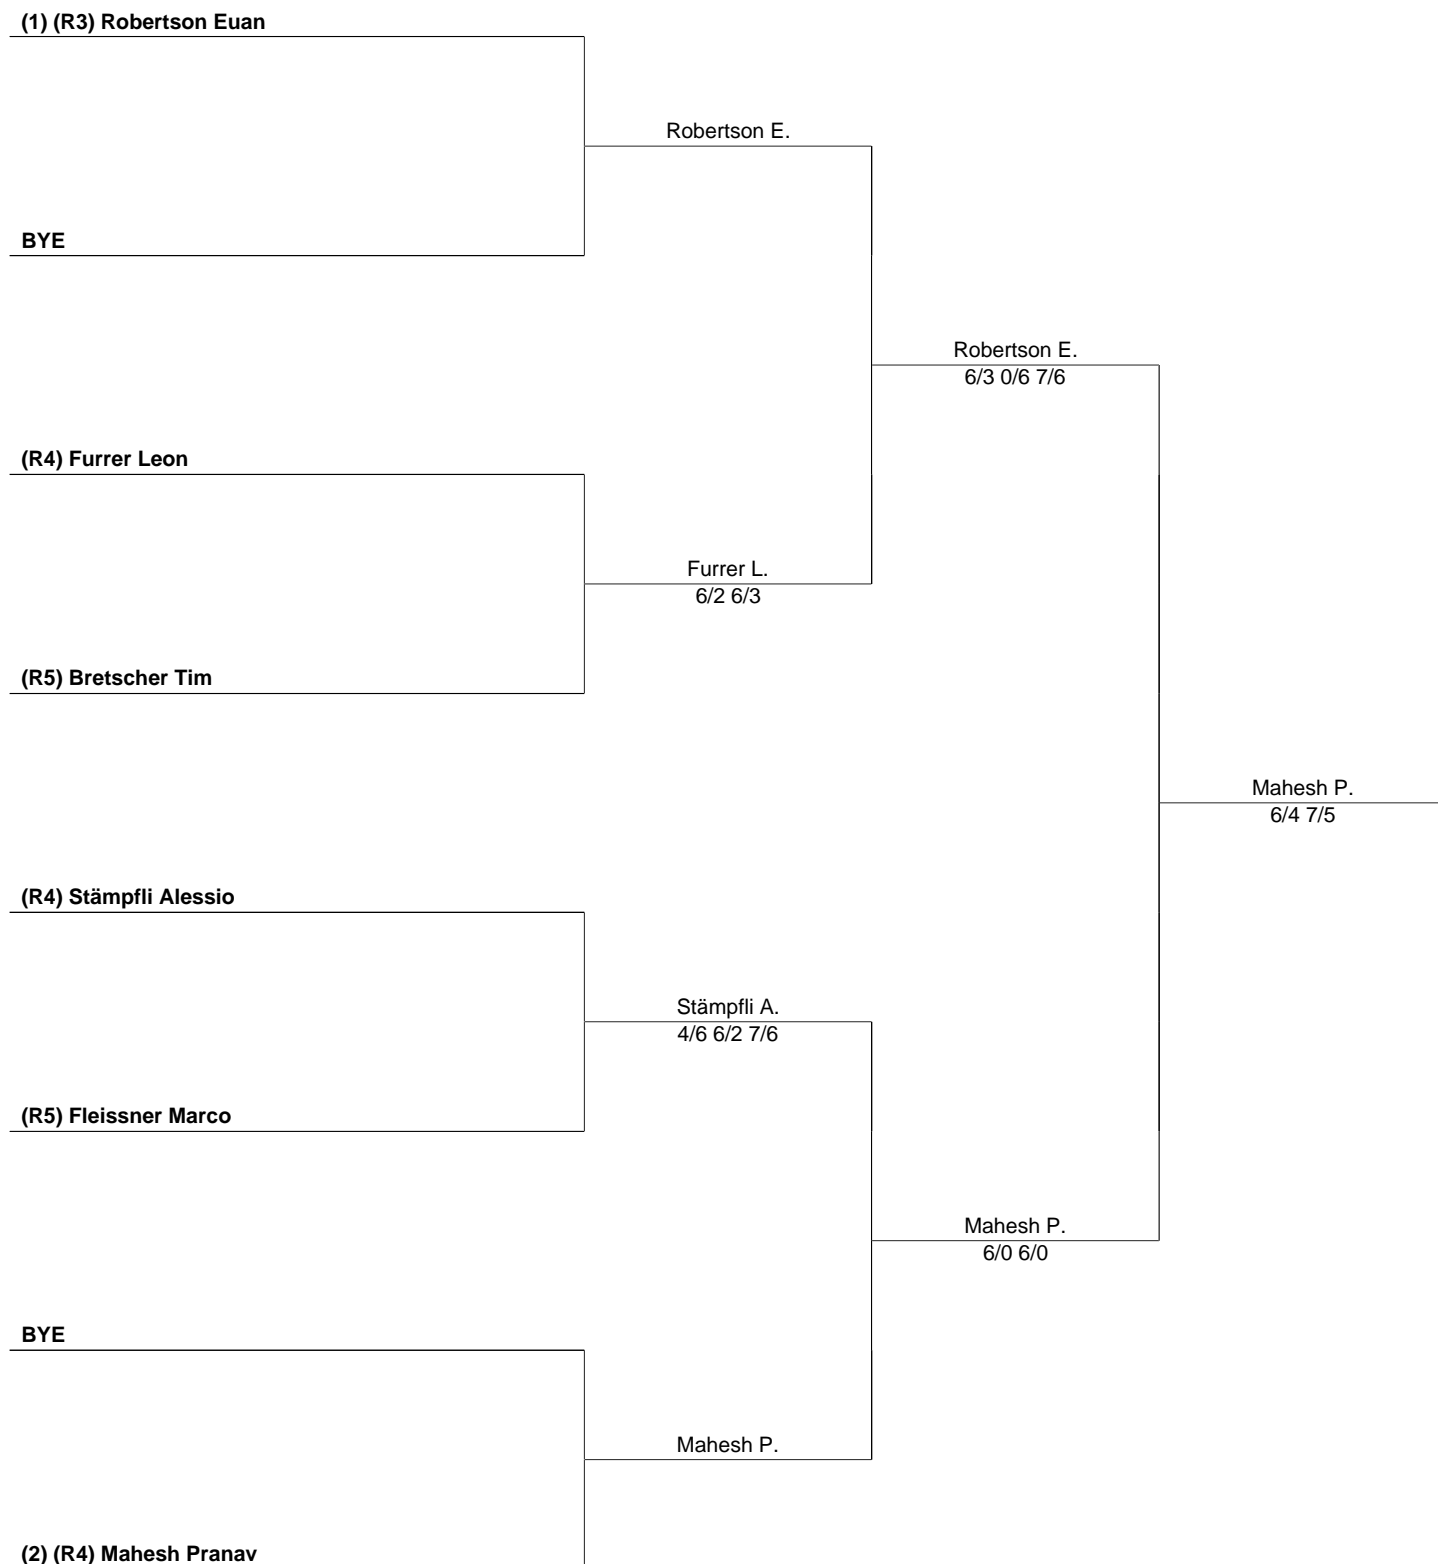 (1) (R3) Robertson Euan
Robertson E.
BYE
Robertson E.
6/3 0/6 7/6
(R4) Furrer Leon
Furrer L.
6/2 6/3
(R5) Bretscher Tim
Mahesh P.
6/4 7/5
(R4) Stämpfli Alessio
Stämpfli A.
4/6 6/2 7/6
(R5) Fleissner Marco
Mahesh P.
6/0 6/0
BYE
Mahesh P.
(2) (R4) Mahesh Pranav